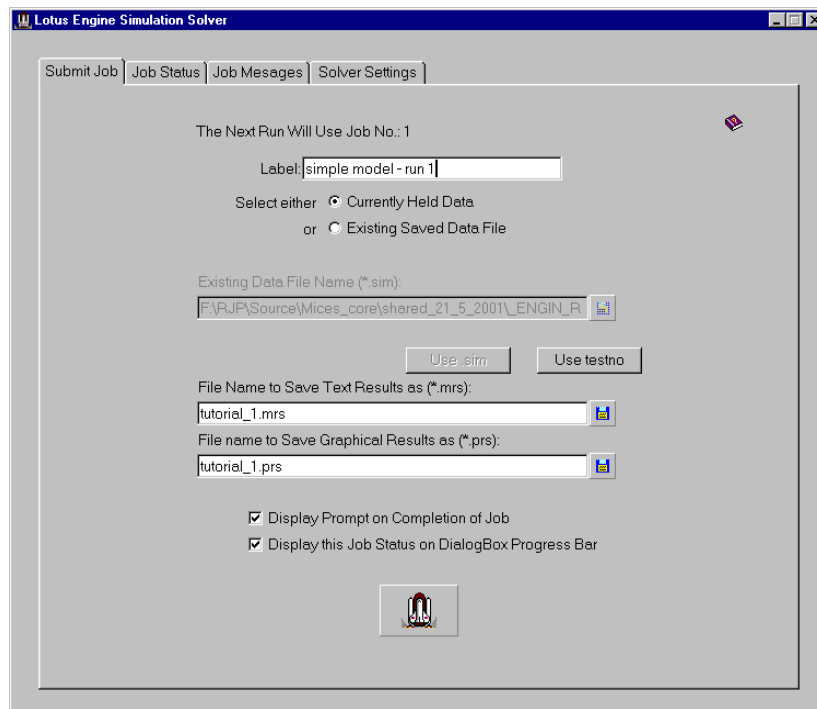 Lotus Engine Simulation Solver
Submit Job Job Status Job Mesages Solver Settings
The Next Run Will Use Job No.: 1
Label: simple model - run 1
Select either Currently Held Data
or Existing Saved Data File
Existing Data File Name (*.sim):
F:\RJP\Source\Mices_core\shared_21_5_2001\_ENGIN_R
Use .sim Use testno
File Name to Save Text Results as (*.mrs):
tutorial_1.mrs
File name to Save Graphical Results as (*.prs):
tutorial_1.prs
Display Prompt on Completion of Job
Display this Job Status on DialogBox Progress Bar